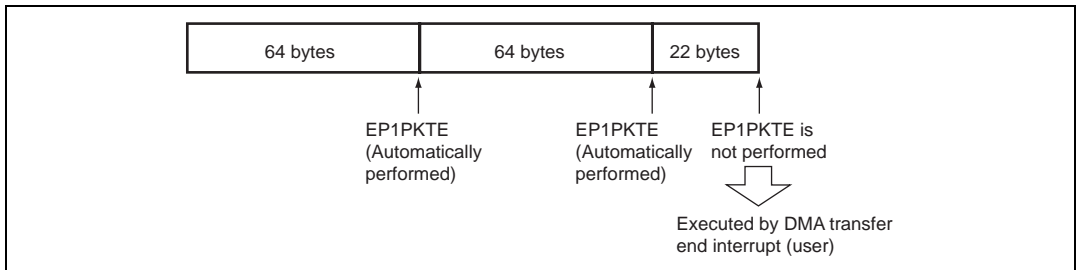 64 bytes
64 bytes
22 bytes
EP1PKTE
(Automatically
performed)
EP1PKTE
(Automatically
performed)
EP1PKTE is
not performed
Executed by DMA transfer
end interrupt (user)